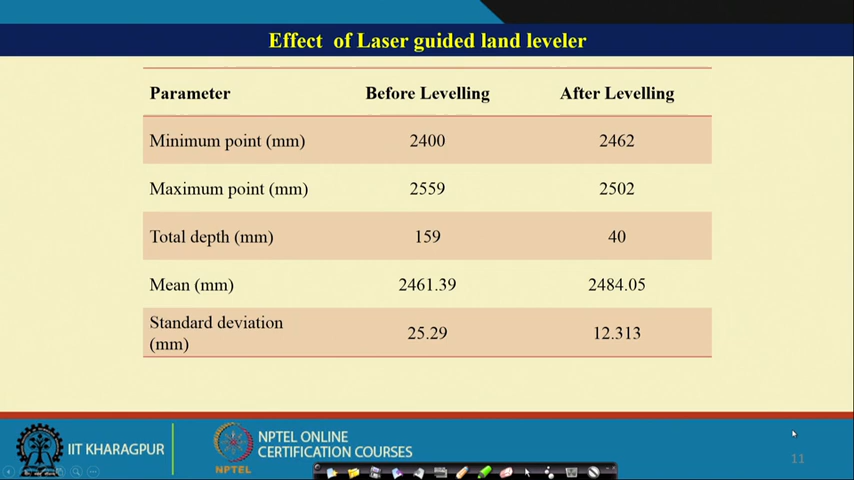 Effect of Laser guided land leveler
Parameter Before Levelling After Levelling
Minimum point (mm) 2400 2462
Maximum point (mm) 2559 2502
Total depth (mm) 159 40
Mean (mm) 2461.39 2484.05
Standard deviation
(mm) 25.29 12.313
IIT KHARAGPUR
NPTEL
NPTEL ONLINE
CERTIFICATION COURSES
11